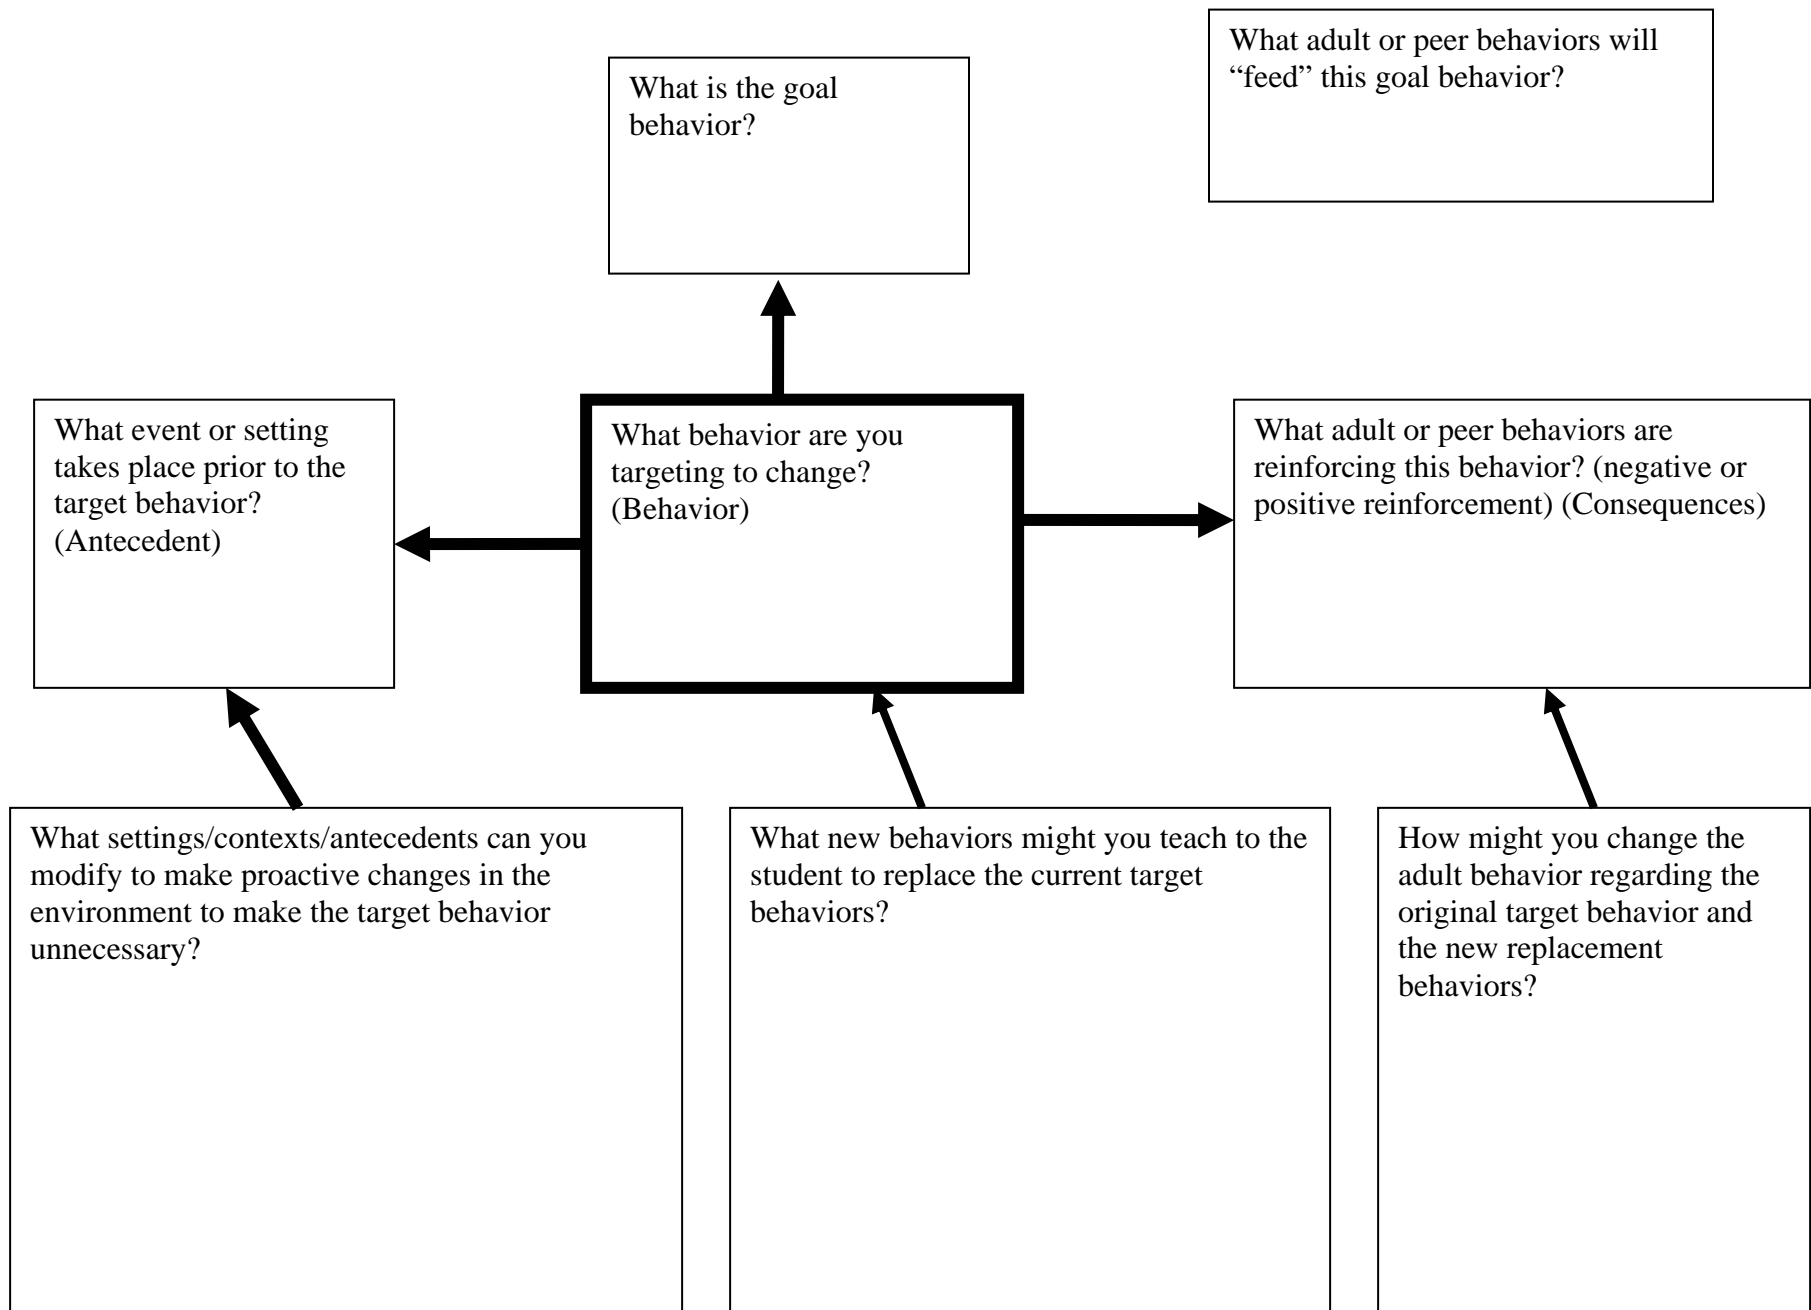 What is the goal
behavior?
What adult or peer behaviors will
“feed” this goal behavior?
What event or setting
takes place prior to the
target behavior?
(Antecedent)
What behavior are you
targeting to change?
(Behavior)
What adult or peer behaviors are
reinforcing this behavior? (negative or
positive reinforcement) (Consequences)
What settings/contexts/antecedents can you
modify to make proactive changes in the
environment to make the target behavior
unnecessary?
What new behaviors might you teach to the
student to replace the current target
behaviors?
How might you change the
adult behavior regarding the
original target behavior and
the new replacement
behaviors?